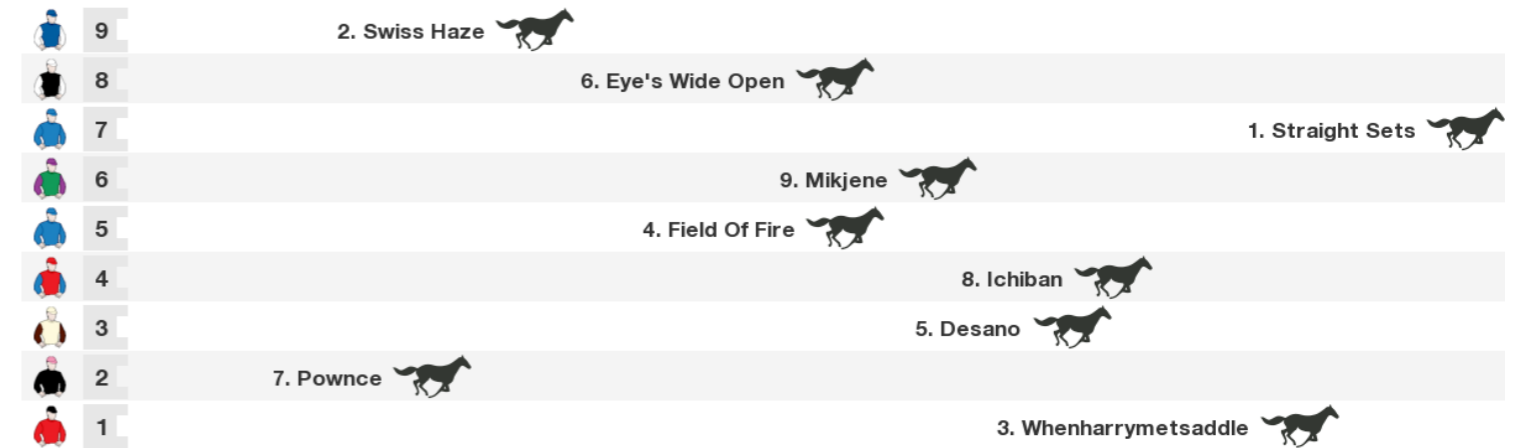 9 2. Swiss Haze
8 6. Eye's Wide Open
7 1. Straight Sets
6 9. Mikjene
5 4. Field Of Fire
4 8. Ichiban
3 5. Desano
2 7. Pownce
1 3. Whenharrymetsaddle